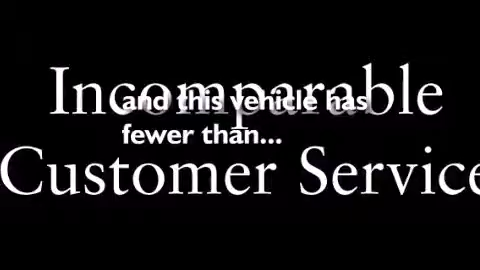 Incomparable
and this vehicle has
fewer than...
Customer Service